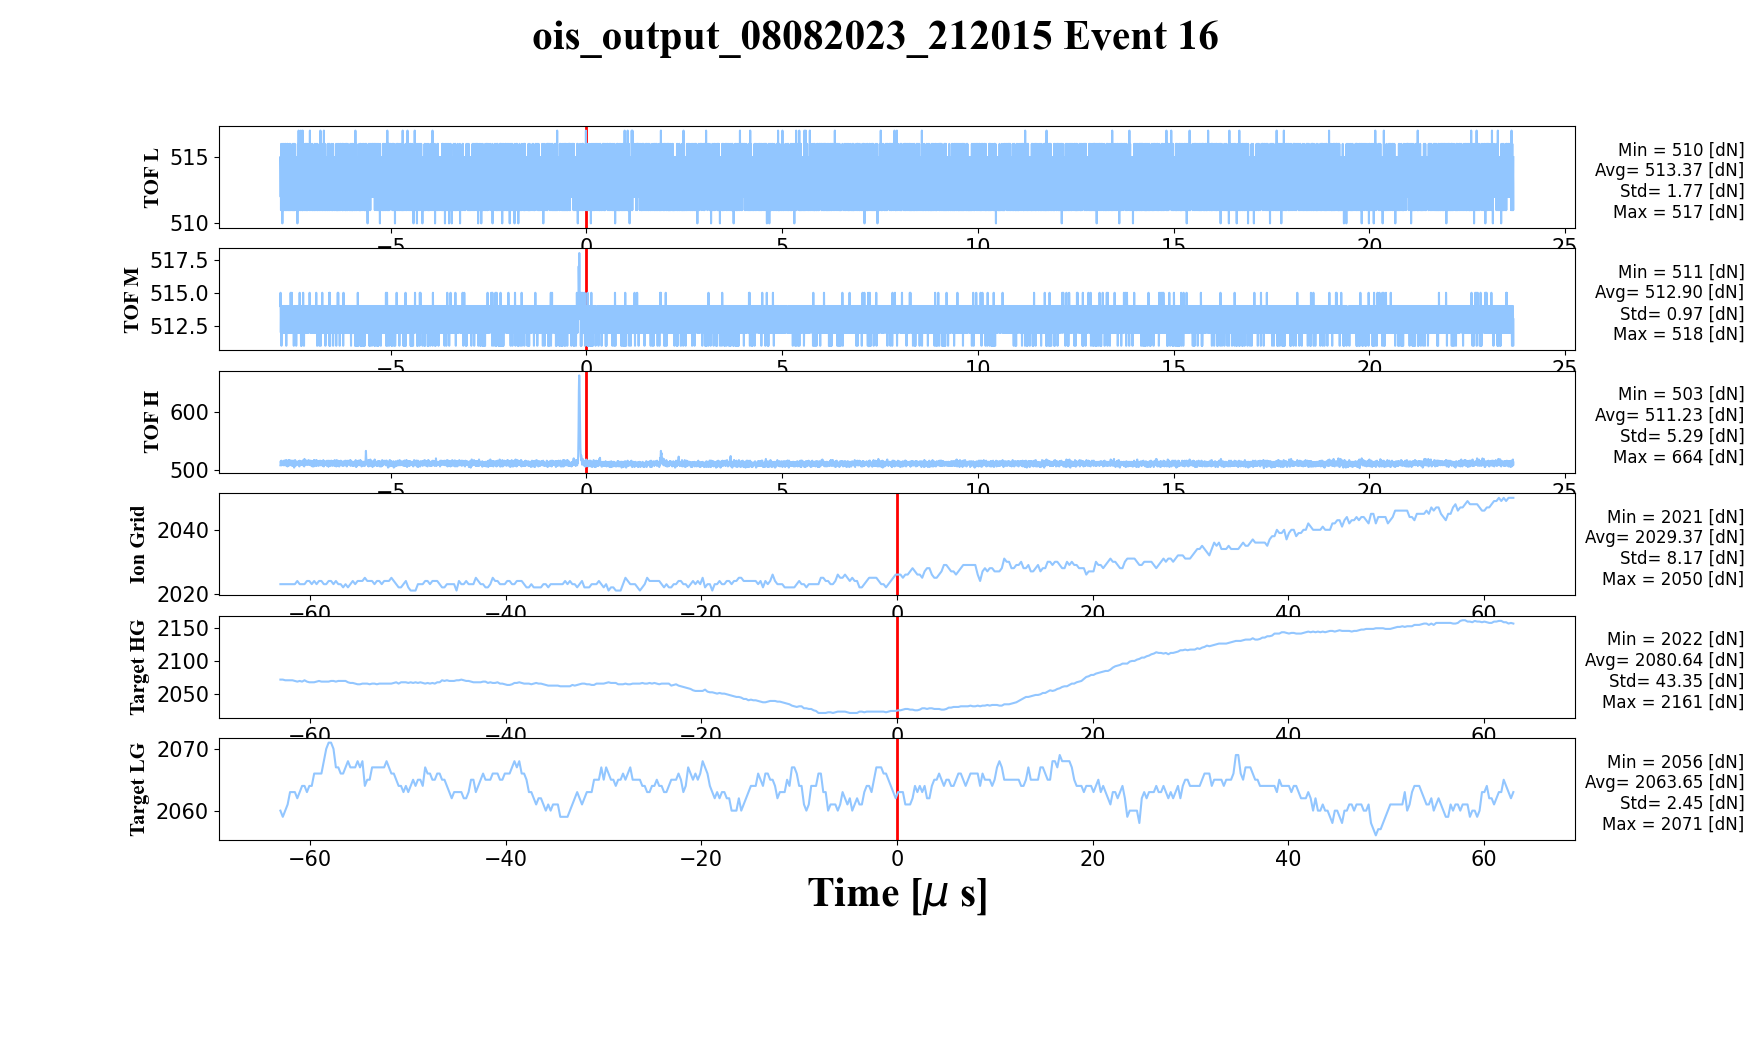 ois_output_08082023_212015 Event 16
TOF L
515
510
−5
0
5
10
15
20
25
Min = 510 [dN]
Avg= 513.37 [dN]
Std= 1.77 [dN]
Max = 517 [dN]
TOF M
517.5
515.0
512.5
−5
0
5
10
15
20
25
Min = 511 [dN]
Avg= 512.90 [dN]
Std= 0.97 [dN]
Max = 518 [dN]
TOF H
600
500
−5
0
5
10
15
20
25
Min = 503 [dN]
Avg= 511.23 [dN]
Std= 5.29 [dN]
Max = 664 [dN]
Ion Grid
2040
2020
−60
−40
−20
0
20
40
60
Min = 2021 [dN]
Avg= 2029.37 [dN]
Std= 8.17 [dN]
Max = 2050 [dN]
Target HG
2150
2100
2050
−60
−40
−20
0
20
40
60
Min = 2022 [dN]
Avg= 2080.64 [dN]
Std= 43.35 [dN]
Max = 2161 [dN]
Target LG
2070
2060
−60
−40
−20
0
20
40
60
Min = 2056 [dN]
Avg= 2063.65 [dN]
Std= 2.45 [dN]
Max = 2071 [dN]
Time [μ s]